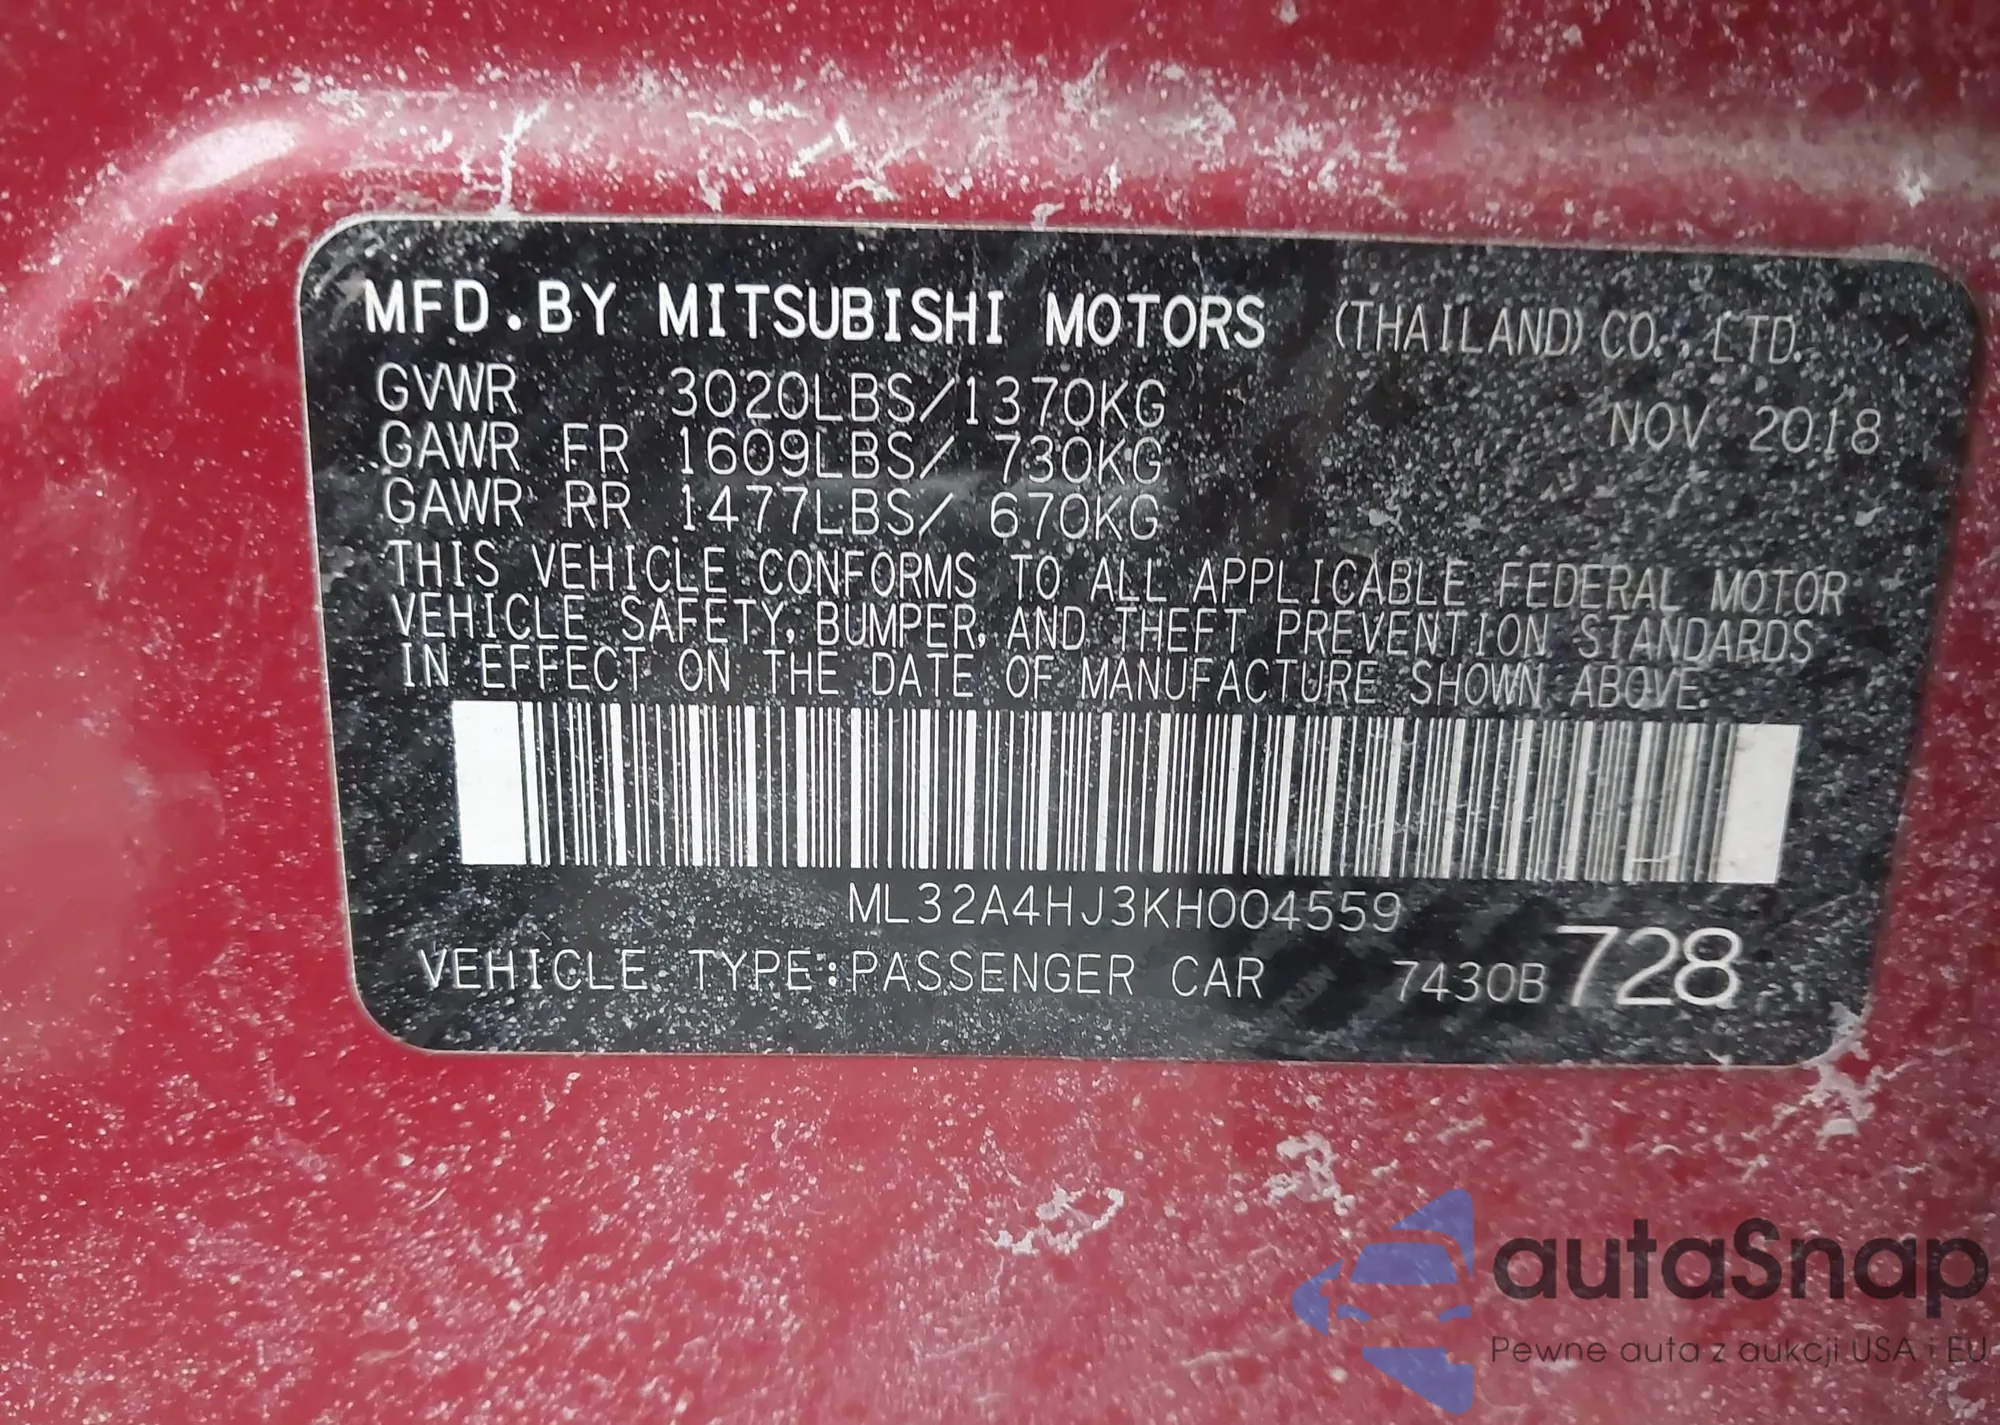 MFD.BY MITSUBISHI MOTORS (THAILAND) CO., LTD.
GVWR 3020LBS/1370KG NOV 2018
GAWR FR 1609LBS/ 730KG
GAWR RR 1477LBS/ 670KG
THIS VEHICLE CONFORMS TO ALL APPLICABLE FEDERAL MOTOR
VEHICLE SAFETY, BUMPER, AND THEFT PREVENTION STANDARDS
IN EFFECT ON THE DATE OF MANUFACTURE SHOWN ABOVE.
ML32A4HJ3KH004559
VEHICLE TYPE:PASSENGER CAR 7430B 728
autaSnap
Pewne auta z aukcji USA i EU